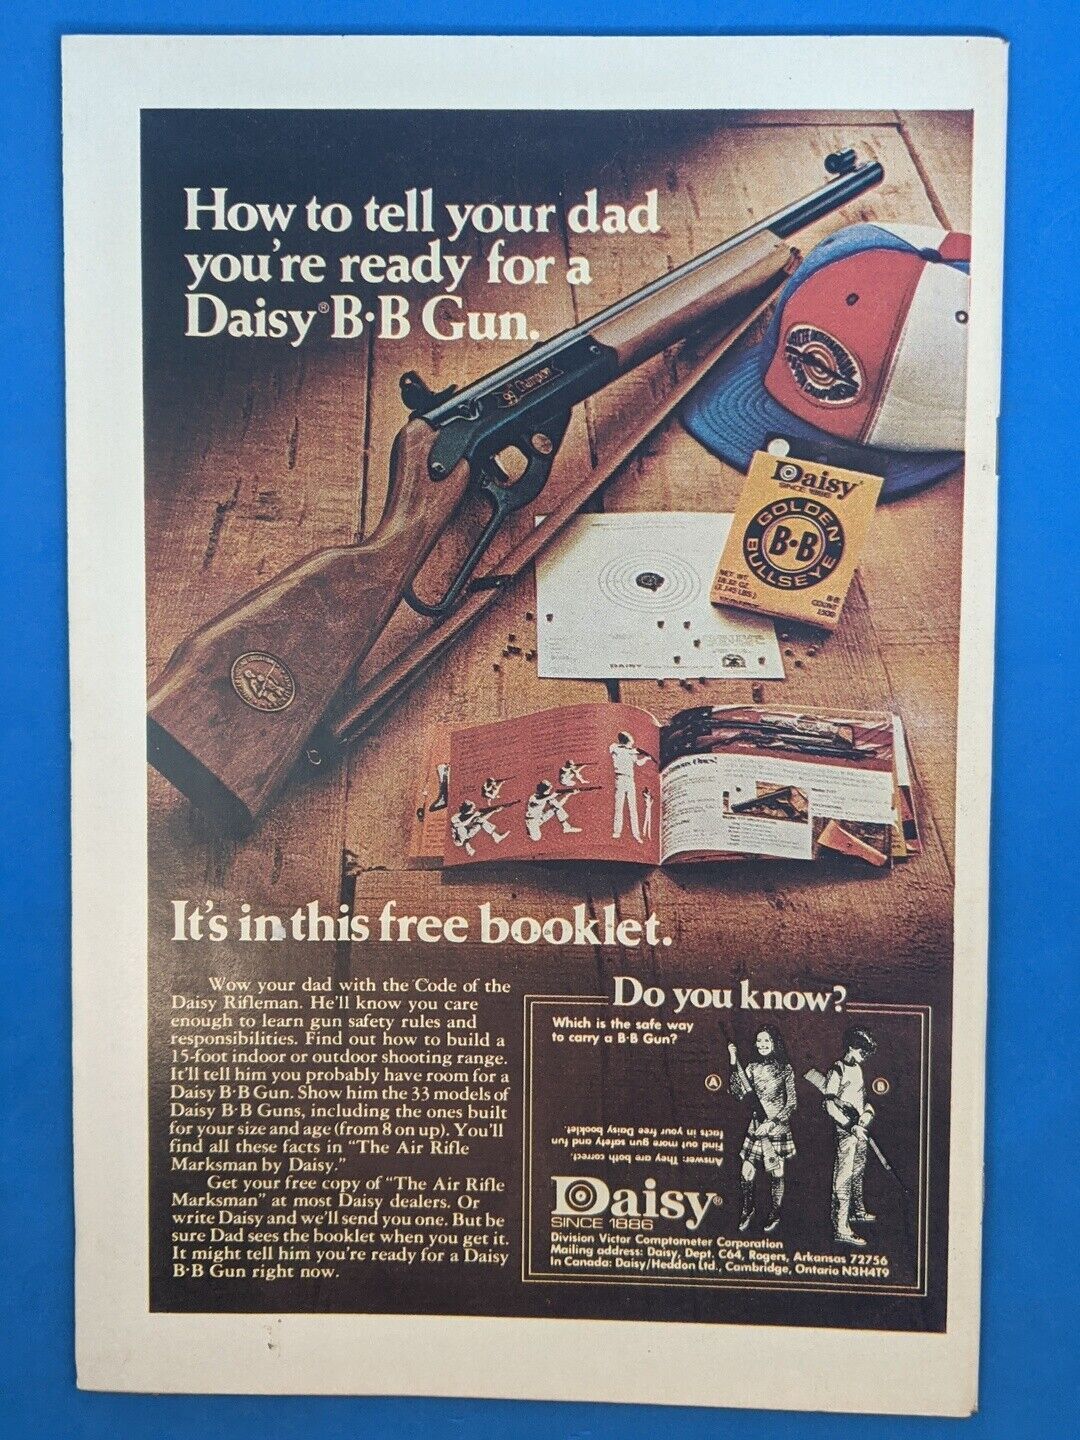 How to tell your dad
you're ready for a
Daisy® B·B Gun.
99 Champion
Daisy
SINCE 1886
GOLDEN
B·B
BULLSEYE
NET. WT.
B·B
COUNT
1500
DAISY
It's in this free booklet.
Wow your dad with the Code of the
Daisy Rifleman. He'll know you care
enough to learn gun safety rules and
responsibilities. Find out how to build a
15-foot indoor or outdoor shooting range.
It'll tell him you probably have room for a
Daisy B·B Gun. Show him the 33 models of
Daisy B·B Guns, including the ones built
for your size and age (from 8 on up). You'll
find all these facts in "The Air Rifle
Marksman by Daisy."
Get your free copy of "The Air Rifle
Marksman" at most Daisy dealers. Or
write Daisy and we'll send you one. But be
sure Dad sees the booklet when you get it.
It might tell him you're ready for a Daisy
B·B Gun right now.
Do you know?
Which is the safe way
to carry a B·B Gun?
A
B
Answer: They are both correct.
Find out more gun safety and fun
facts in your free Daisy booklet.
Daisy®
SINCE 1886
Division Victor Comptometer Corporation
Mailing address: Daisy, Dept. C64, Rogers, Arkansas 72756
In Canada: Daisy/Heddon Ltd., Cambridge, Ontario N3H4T9